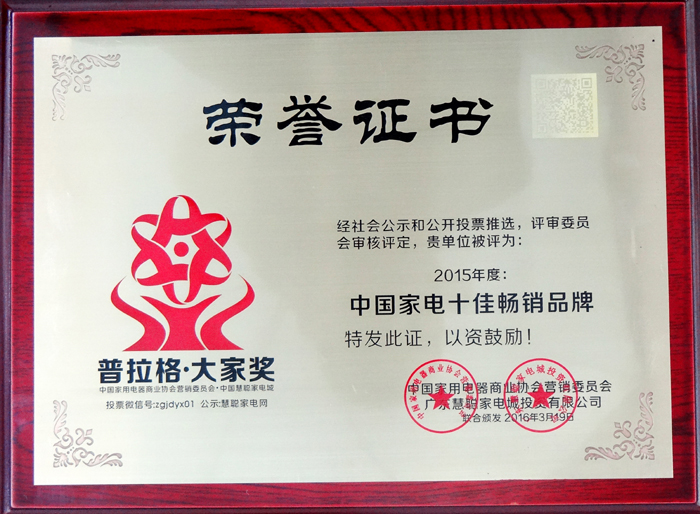 荣誉证书
经社会公示和公开投票推选，评审委员
会审核评定，贵单位被评为：
2015年度：
中国家电十佳畅销品牌
特发此证，以资鼓励！
普拉格·大家奖
中国家用电器商业协会营销委员会·中国慧聪家电城
投票微信号:zgjdyx01 公示:慧聪家电网
中国家用电器商业协会营销委员会
广东慧聪家电城投资有限公司
联合颁发 2016年3月19日